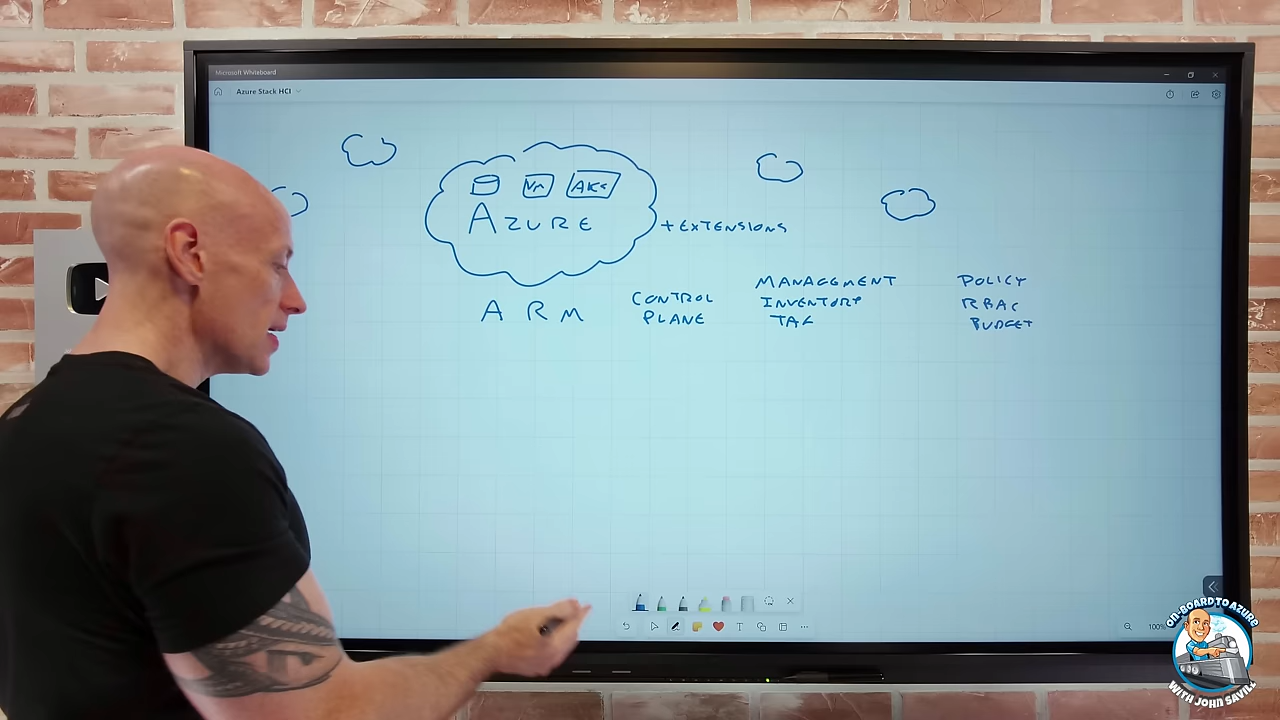 Microsoft Whiteboard
Azure Stack HCI
VM
AKS
AZURE
+ EXTENSIONS
ARM
CONTROL
PLANE
MANAGEMENT
INVENTORY
TAG
POLICY
RBAC
BUDGET
ON-BOARD TO AZURE
WITH JOHN SAVILL